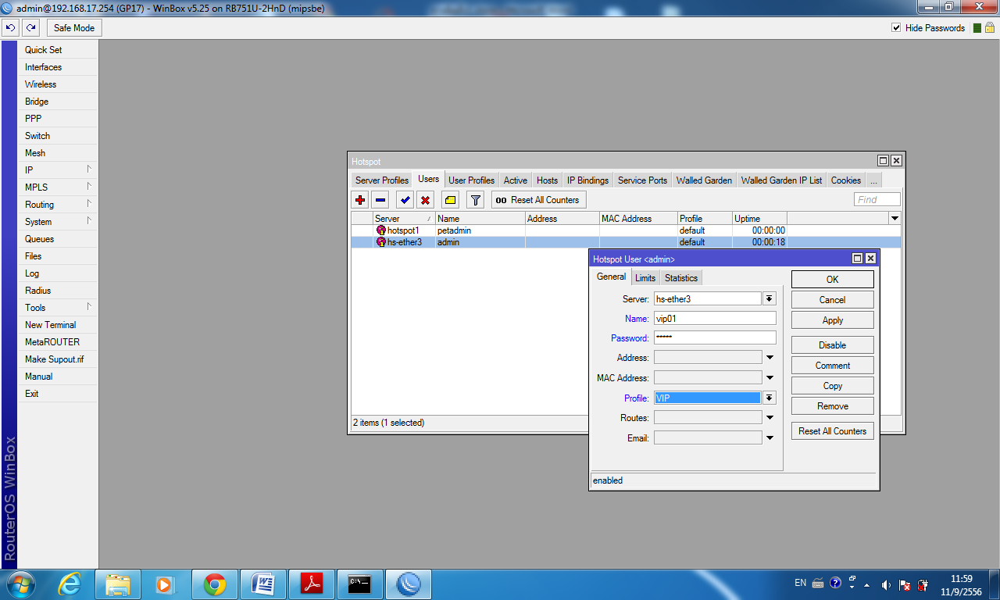 admin@192.168.17.254 (GP17) - WinBox v5.25 on RB751U-2HnD (mipsbe)
Safe Mode
Hide Passwords
Quick Set
Interfaces
Wireless
Bridge
PPP
Switch
Mesh
IP
MPLS
Routing
System
Queues
Files
Log
Radius
Tools
New Terminal
MetaROUTER
Make Supout.rif
Manual
Exit
RouterOS WinBox
Hotspot
Server Profiles Users User Profiles Active Hosts IP Bindings Service Ports Walled Garden Walled Garden IP List Cookies ...
00 Reset All Counters Find
Server Name Address MAC Address Profile Uptime
hotspot1 petadmin default 00:00:00
hs-ether3 admin default 00:00:18
2 items (1 selected)
Hotspot User <admin>
General Limits Statistics
Server: hs-ether3
Name: vip01
Password: *****
Address:
MAC Address:
Profile: VIP
Routes:
Email:
OK
Cancel
Apply
Disable
Comment
Copy
Remove
Reset All Counters
enabled
EN
11:59
11/9/2556